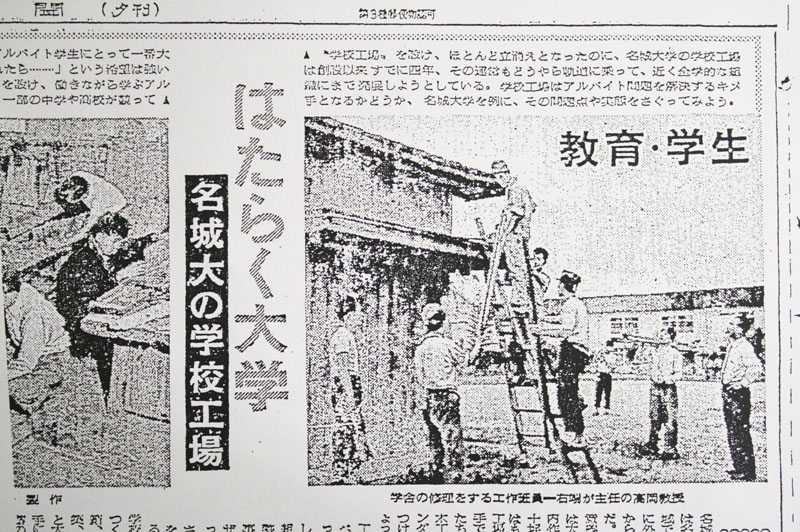 聞 (夕刊)
第3種郵便物認可
アルバイト学生にとって一番大
れたら……」という希望は強い
を設け、働きながら学ぶアル
一部の中学や高校が競って▲
▲〝学校工場〟を設け、ほとんど立消えとなったのに、名城大学の学校工場
は創設以来すでに四年、その運営もどうやら軌道に乗って、近く全学的な組
織にまで発展しようとしている。学校工場はアルバイト問題を解決するキメ
手となるかどうか、名城大学を例に、その問題点や実態をさぐってみよう。
教育・学生
はたらく大学
名城大の学校工場
製作
学舎の修理をする工作班員―右端が主任の高岡教授